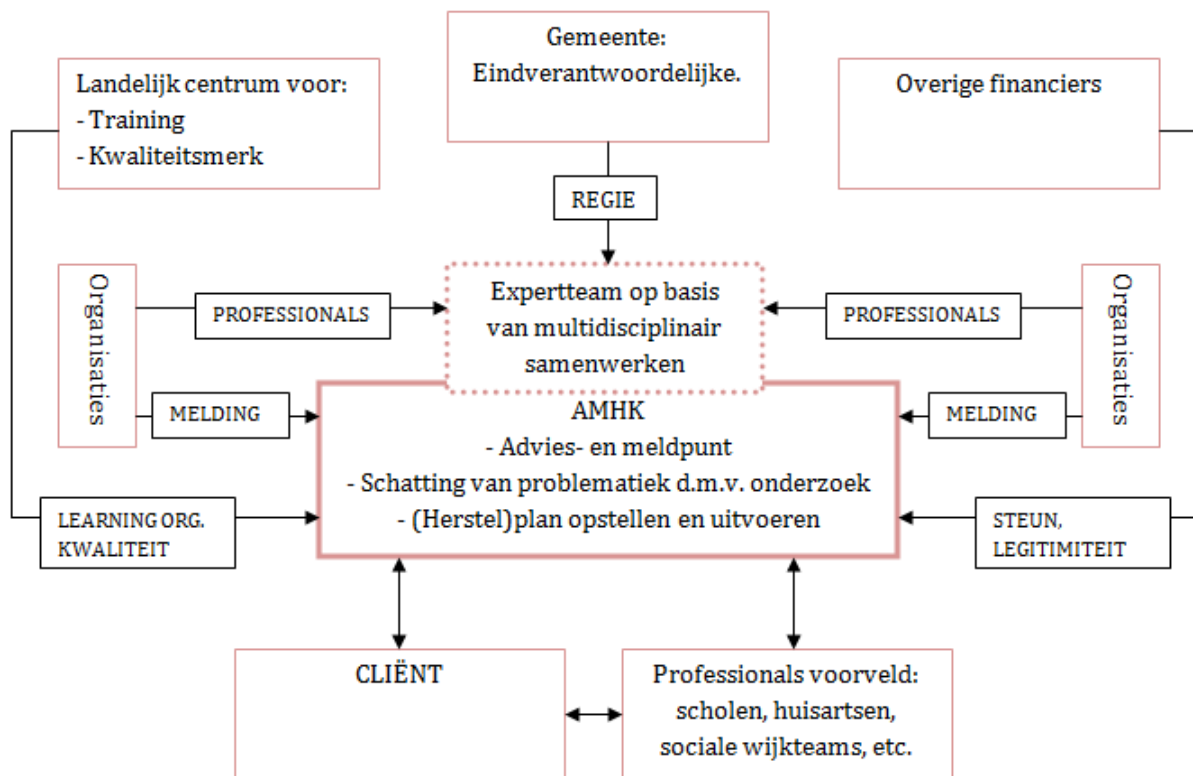 Gemeente:
Eindverantwoordelijke.
Landelijk centrum voor:
- Training
- Kwaliteitsmerk
Overige financiers
REGIE
Organisaties
PROFESSIONALS
Expertteam op basis
van multidisciplinair
samenwerken
PROFESSIONALS
Organisaties
MELDING
AMHK
- Advies- en meldpunt
- Schatting van problematiek d.m.v. onderzoek
- (Herstel)plan opstellen en uitvoeren
MELDING
LEARNING ORG.
KWALITEIT
STEUN,
LEGITIMITEIT
CLIËNT
Professionals voorveld:
scholen, huisartsen,
sociale wijkteams, etc.